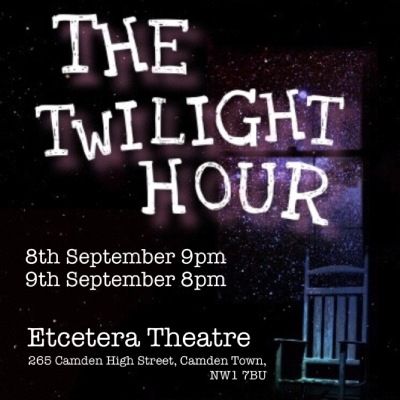 THE
TWILIGHT
HOUR
8th September 9pm
9th September 8pm
Etcetera Theatre
265 Camden High Street, Camden Town,
NW1 7BU